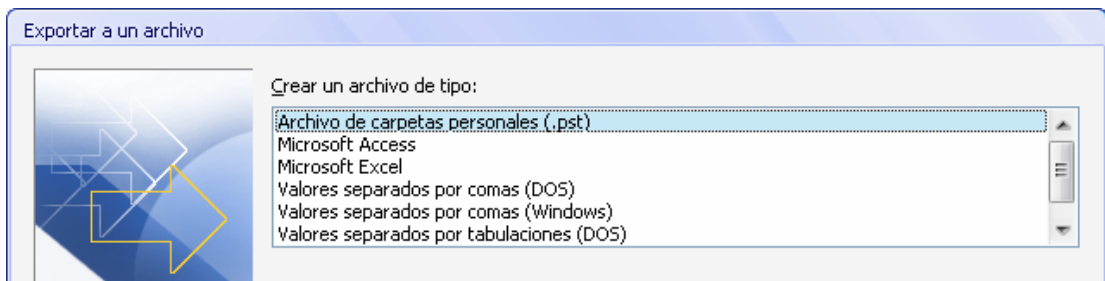 Exportar a un archivo
Crear un archivo de tipo:
Archivo de carpetas personales (.pst)
Microsoft Access
Microsoft Excel
Valores separados por comas (DOS)
Valores separados por comas (Windows)
Valores separados por tabulaciones (DOS)